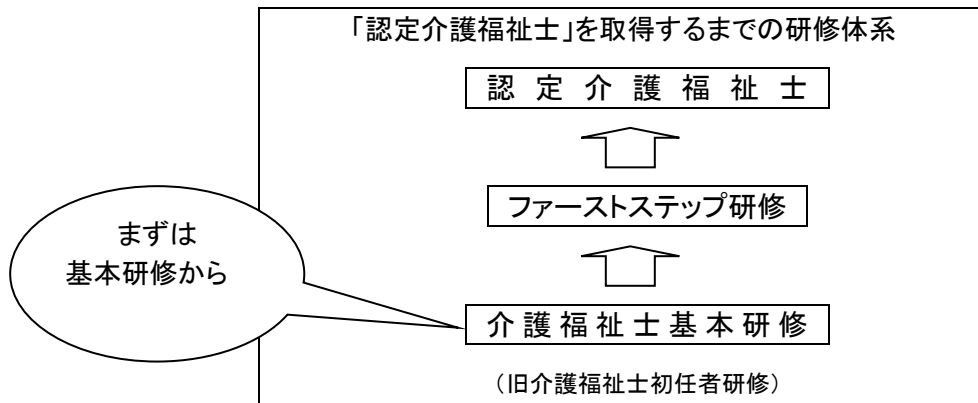 「認定介護福祉士」を取得するまでの研修体系
認定介護福祉士
ファーストステップ研修
まずは
基本研修から
介護福祉士基本研修
（旧介護福祉士初任者研修）